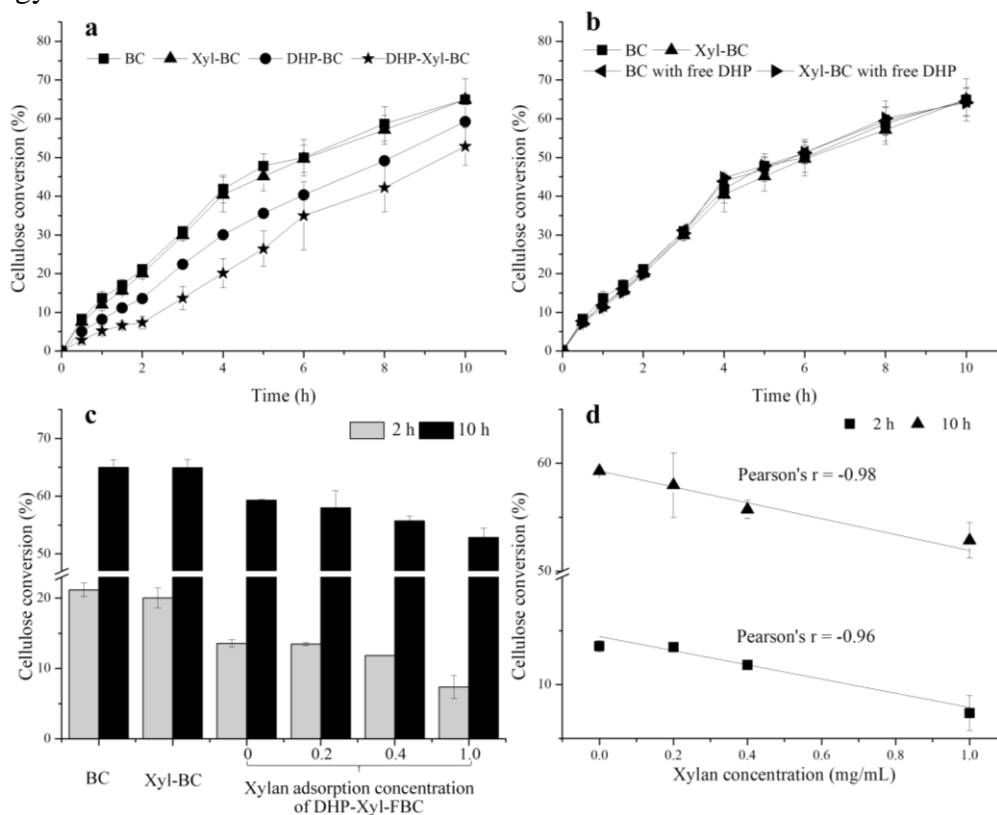 gy
a
BC Xyl-BC DHP-BC DHP-Xyl-BC
Cellulose conversion (%)
80
70
60
50
40
30
20
10
0
0 2 4 6 8 10
Time (h)
b
BC Xyl-BC
BC with free DHP Xyl-BC with free DHP
Cellulose conversion (%)
80
70
60
50
40
30
20
10
0
0 2 4 6 8 10
Time (h)
c
2 h 10 h
Cellulose conversion (%)
70
60
50
20
10
0
BC Xyl-BC 0 0.2 0.4 1.0
Xylan adsorption concentration
of DHP-Xyl-FBC
d
2 h 10 h
Cellulose conversion (%)
60
50
10
Pearson's r = -0.98
Pearson's r = -0.96
0.0 0.2 0.4 0.6 0.8 1.0
Xylan concentration (mg/mL)